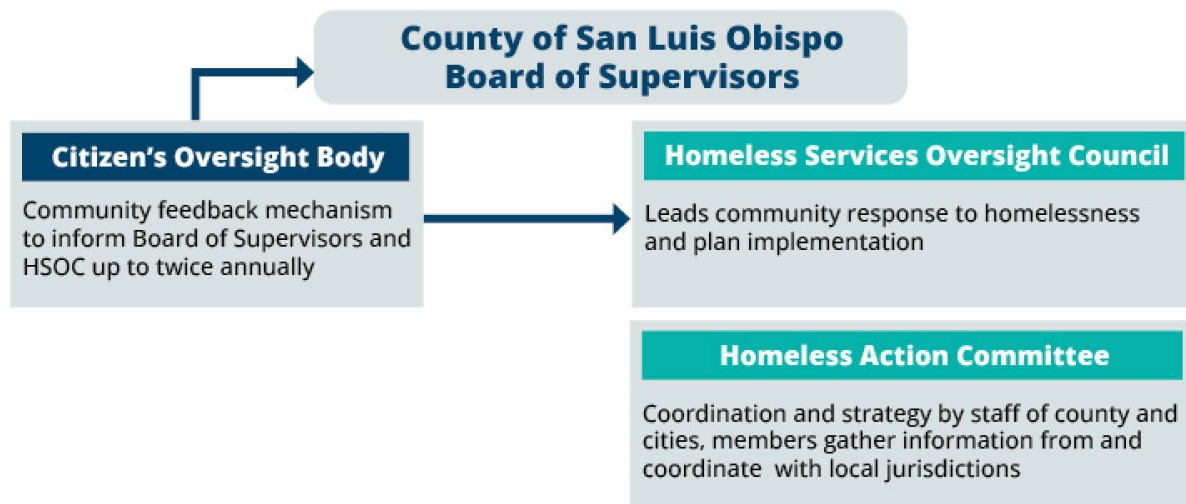 County of San Luis Obispo
Board of Supervisors
Citizen's Oversight Body
Community feedback mechanism
to inform Board of Supervisors and
HSOC up to twice annually
Homeless Services Oversight Council
Leads community response to homelessness
and plan implementation
Homeless Action Committee
Coordination and strategy by staff of county and
cities, members gather information from and
coordinate  with local jurisdictions